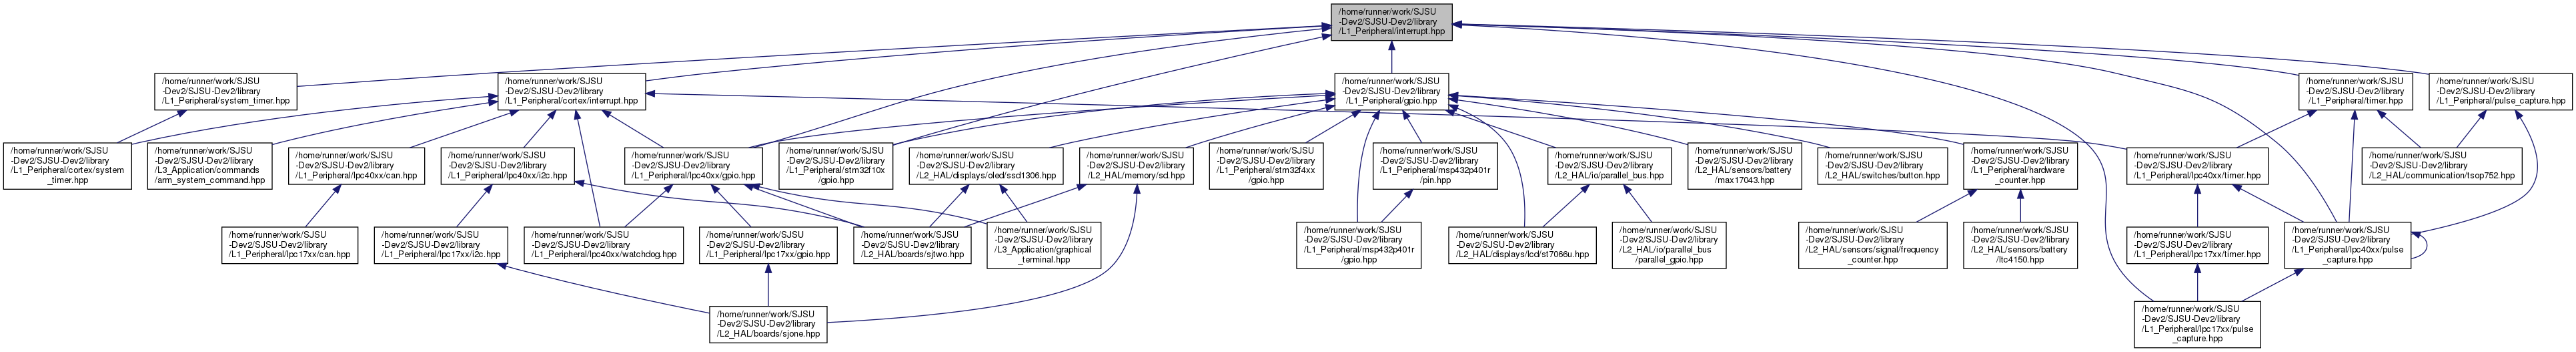 /home/runner/work/SJSU
-Dev2/SJSU-Dev2/library
/L1_Peripheral/interrupt.hpp
/home/runner/work/SJSU
-Dev2/SJSU-Dev2/library
/L1_Peripheral/system_timer.hpp
/home/runner/work/SJSU
-Dev2/SJSU-Dev2/library
/L1_Peripheral/cortex/interrupt.hpp
/home/runner/work/SJSU
-Dev2/SJSU-Dev2/library
/L1_Peripheral/gpio.hpp
/home/runner/work/SJSU
-Dev2/SJSU-Dev2/library
/L1_Peripheral/timer.hpp
/home/runner/work/SJSU
-Dev2/SJSU-Dev2/library
/L1_Peripheral/pulse_capture.hpp
/home/runner/work/SJSU
-Dev2/SJSU-Dev2/library
/L1_Peripheral/cortex/system
_timer.hpp
/home/runner/work/SJSU
-Dev2/SJSU-Dev2/library
/L3_Application/commands
/arm_system_command.hpp
/home/runner/work/SJSU
-Dev2/SJSU-Dev2/library
/L1_Peripheral/lpc40xx/can.hpp
/home/runner/work/SJSU
-Dev2/SJSU-Dev2/library
/L1_Peripheral/lpc40xx/i2c.hpp
/home/runner/work/SJSU
-Dev2/SJSU-Dev2/library
/L1_Peripheral/lpc40xx/gpio.hpp
/home/runner/work/SJSU
-Dev2/SJSU-Dev2/library
/L1_Peripheral/stm32f10x
/gpio.hpp
/home/runner/work/SJSU
-Dev2/SJSU-Dev2/library
/L2_HAL/displays/oled/ssd1306.hpp
/home/runner/work/SJSU
-Dev2/SJSU-Dev2/library
/L2_HAL/memory/sd.hpp
/home/runner/work/SJSU
-Dev2/SJSU-Dev2/library
/L1_Peripheral/stm32f4xx
/gpio.hpp
/home/runner/work/SJSU
-Dev2/SJSU-Dev2/library
/L1_Peripheral/msp432p401r
/pin.hpp
/home/runner/work/SJSU
-Dev2/SJSU-Dev2/library
/L2_HAL/io/parallel_bus.hpp
/home/runner/work/SJSU
-Dev2/SJSU-Dev2/library
/L2_HAL/sensors/battery
/max17043.hpp
/home/runner/work/SJSU
-Dev2/SJSU-Dev2/library
/L2_HAL/switches/button.hpp
/home/runner/work/SJSU
-Dev2/SJSU-Dev2/library
/L1_Peripheral/hardware
_counter.hpp
/home/runner/work/SJSU
-Dev2/SJSU-Dev2/library
/L1_Peripheral/lpc40xx/timer.hpp
/home/runner/work/SJSU
-Dev2/SJSU-Dev2/library
/L2_HAL/communication/tsop752.hpp
/home/runner/work/SJSU
-Dev2/SJSU-Dev2/library
/L1_Peripheral/lpc17xx/can.hpp
/home/runner/work/SJSU
-Dev2/SJSU-Dev2/library
/L1_Peripheral/lpc17xx/i2c.hpp
/home/runner/work/SJSU
-Dev2/SJSU-Dev2/library
/L1_Peripheral/lpc40xx/watchdog.hpp
/home/runner/work/SJSU
-Dev2/SJSU-Dev2/library
/L1_Peripheral/lpc17xx/gpio.hpp
/home/runner/work/SJSU
-Dev2/SJSU-Dev2/library
/L2_HAL/boards/sjtwo.hpp
/home/runner/work/SJSU
-Dev2/SJSU-Dev2/library
/L3_Application/graphical
_terminal.hpp
/home/runner/work/SJSU
-Dev2/SJSU-Dev2/library
/L1_Peripheral/msp432p401r
/gpio.hpp
/home/runner/work/SJSU
-Dev2/SJSU-Dev2/library
/L2_HAL/displays/lcd/st7066u.hpp
/home/runner/work/SJSU
-Dev2/SJSU-Dev2/library
/L2_HAL/io/parallel_bus
/parallel_gpio.hpp
/home/runner/work/SJSU
-Dev2/SJSU-Dev2/library
/L2_HAL/sensors/signal/frequency
_counter.hpp
/home/runner/work/SJSU
-Dev2/SJSU-Dev2/library
/L2_HAL/sensors/battery
/ltc4150.hpp
/home/runner/work/SJSU
-Dev2/SJSU-Dev2/library
/L1_Peripheral/lpc17xx/timer.hpp
/home/runner/work/SJSU
-Dev2/SJSU-Dev2/library
/L1_Peripheral/lpc40xx/pulse
_capture.hpp
/home/runner/work/SJSU
-Dev2/SJSU-Dev2/library
/L2_HAL/boards/sjone.hpp
/home/runner/work/SJSU
-Dev2/SJSU-Dev2/library
/L1_Peripheral/lpc17xx/pulse
_capture.hpp